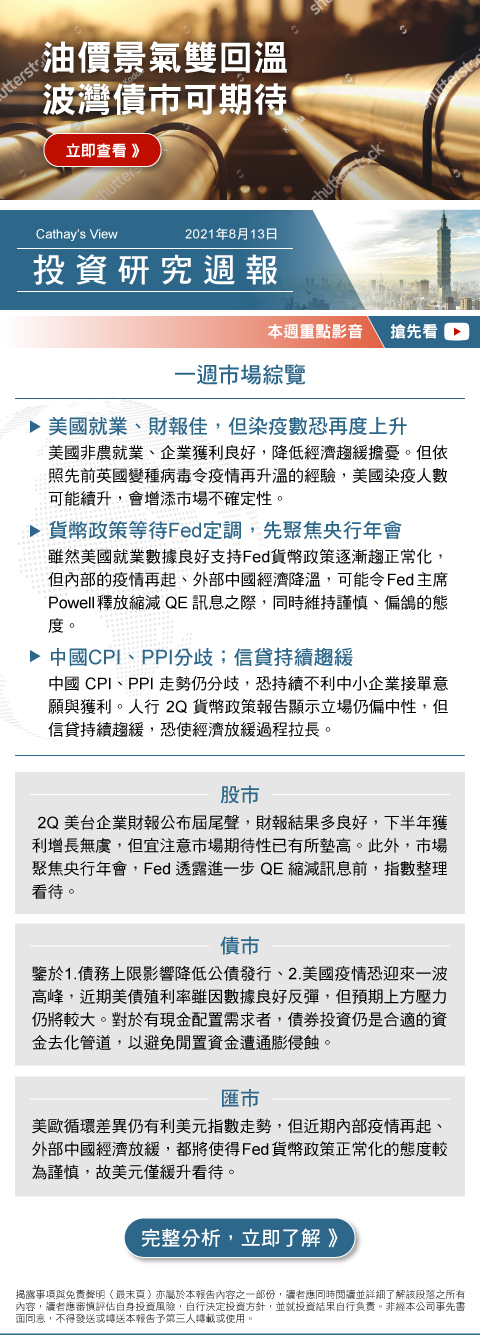 油價景氣雙回溫
波灣債市可期待
立即查看 》
Cathay's View 2021年8月13日
投資研究週報
本週重點影音 搶先看
一週市場綜覽
美國就業、財報佳，但染疫數恐再度上升
美國非農就業、企業獲利良好，降低經濟趨緩擔憂。但依
照先前英國變種病毒令疫情再升溫的經驗，美國染疫人數
可能續升，會增添市場不確定性。
貨幣政策等待Fed定調，先聚焦央行年會
雖然美國就業數據良好支持Fed貨幣政策逐漸趨正常化，
但內部的疫情再起、外部中國經濟降溫，可能令Fed主席
Powell釋放縮減 QE 訊息之際，同時維持謹慎、偏鴿的態
度。
中國CPI、PPI分歧；信貸持續趨緩
中國 CPI、PPI 走勢仍分歧，恐持續不利中小企業接單意
願與獲利。人行 2Q 貨幣政策報告顯示立場仍偏中性，但
信貸持續趨緩，恐使經濟放緩過程拉長。
股市
2Q 美台企業財報公布屆尾聲，財報結果多良好，下半年獲
利增長無虞，但宜注意市場期待性已有所墊高。此外，市場
聚焦央行年會，Fed 透露進一步 QE 縮減訊息前，指數整理
看待。
債市
鑒於1.債務上限影響降低公債發行、2.美國疫情恐迎來一波
高峰，近期美債殖利率雖因數據良好反彈，但預期上方壓力
仍將較大。對於有現金配置需求者，債券投資仍是合適的資
金去化管道，以避免閒置資金遭通膨侵蝕。
匯市
美歐循環差異仍有利美元指數走勢，但近期內部疫情再起、
外部中國經濟放緩，都將使得Fed貨幣政策正常化的態度較
為謹慎，故美元僅緩升看待。
完整分析，立即了解 》
揭露事項與免責聲明（最末頁）亦屬於本報告內容之一部份，讀者應同時閱讀並詳細了解該段落之所有
內容，讀者應審慎評估自身投資風險，自行決定投資方針，並就投資結果自行負責。非經本公司事先書
面同意，不得發送或轉送本報告予第三人轉載或使用。